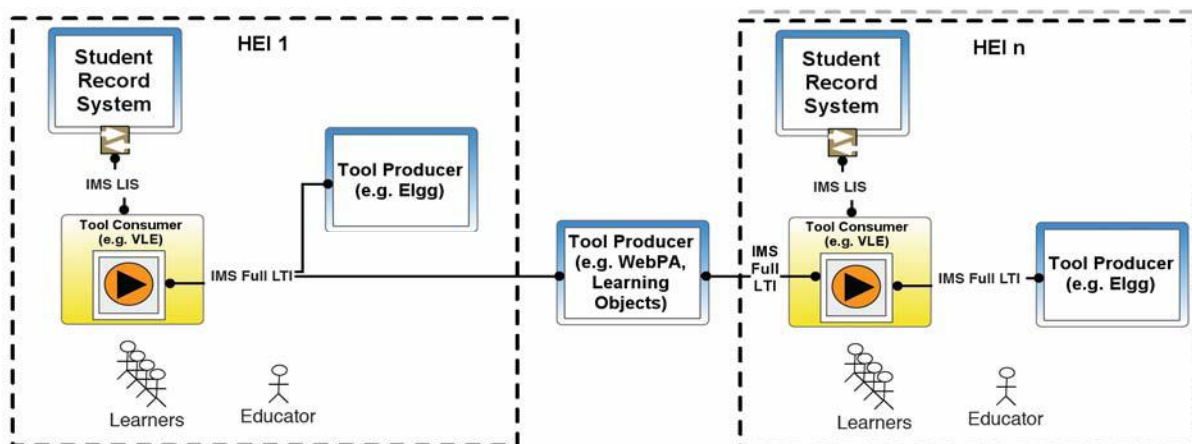 HEI 1
Student
Record
System
IMS LIS
Tool Consumer
(e.g. VLE)
IMS Full LTI
Tool Producer
(e.g. Elgg)
Learners
Educator
Tool Producer
(e.g. WebPA,
Learning
Objects)
IMS
Full
LTI
HEI n
Student
Record
System
IMS LIS
Tool Consumer
(e.g. VLE)
IMS Full LTI
Tool Producer
(e.g. Elgg)
Learners
Educator